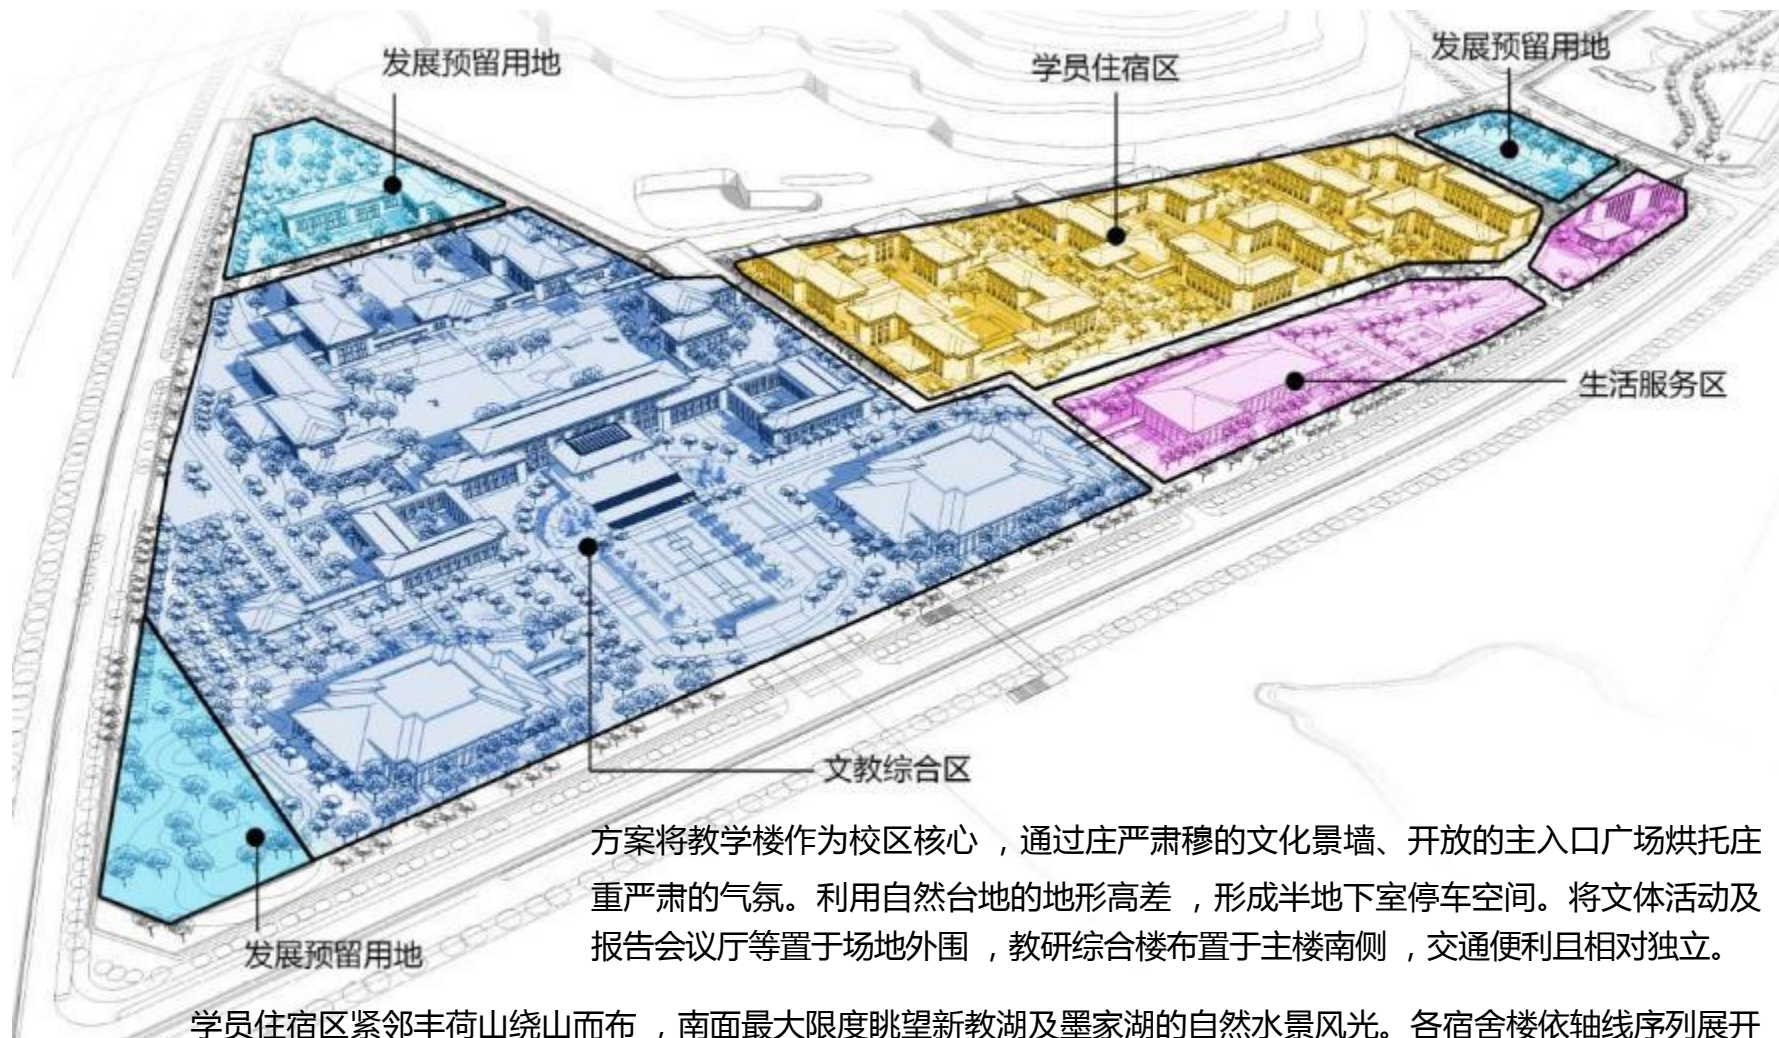 发展预留用地
学员住宿区
发展预留用地
生活服务区
文教综合区
方案将教学楼作为校区核心，通过庄严肃穆的文化景墙、开放的主入口广场烘托庄
重严肃的气氛。利用自然台地的地形高差，形成半地下室停车空间。将文体活动及
报告会议厅等置于场地外围，教研综合楼布置于主楼南侧，交通便利且相对独立。
发展预留用地
学员住宿区紧邻丰荷山绕山而布，南面最大限度眺望新教湖及墨家湖的自然水景风光。各宿舍楼依轴线序列展开